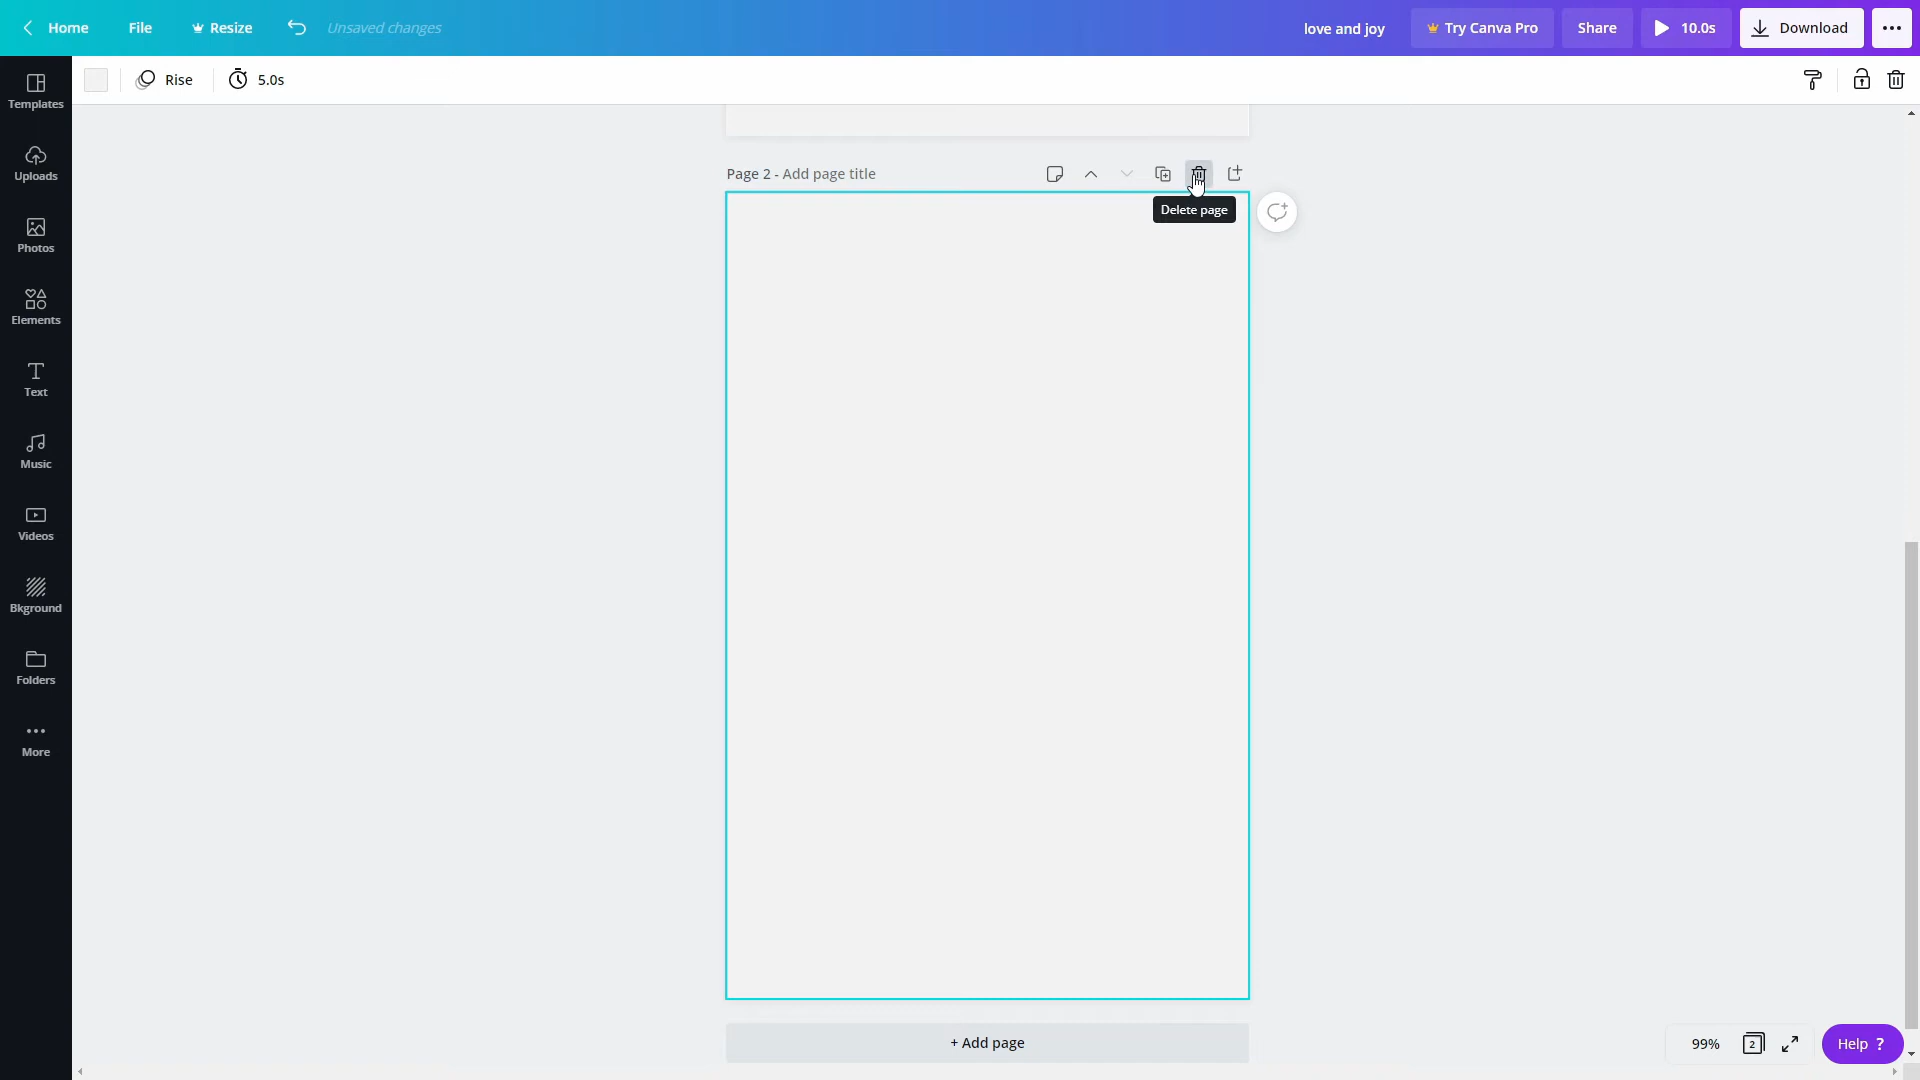 Home File Resize Unsaved changes love and joy Try Canva Pro Share 10.0s Download
Rise 5.0s
Templates
Uploads
Photos
Elements
Text
Music
Videos
Bkground
Folders
More
Page 2 - Add page title
Delete page
+ Add page
99% 2 Help ?